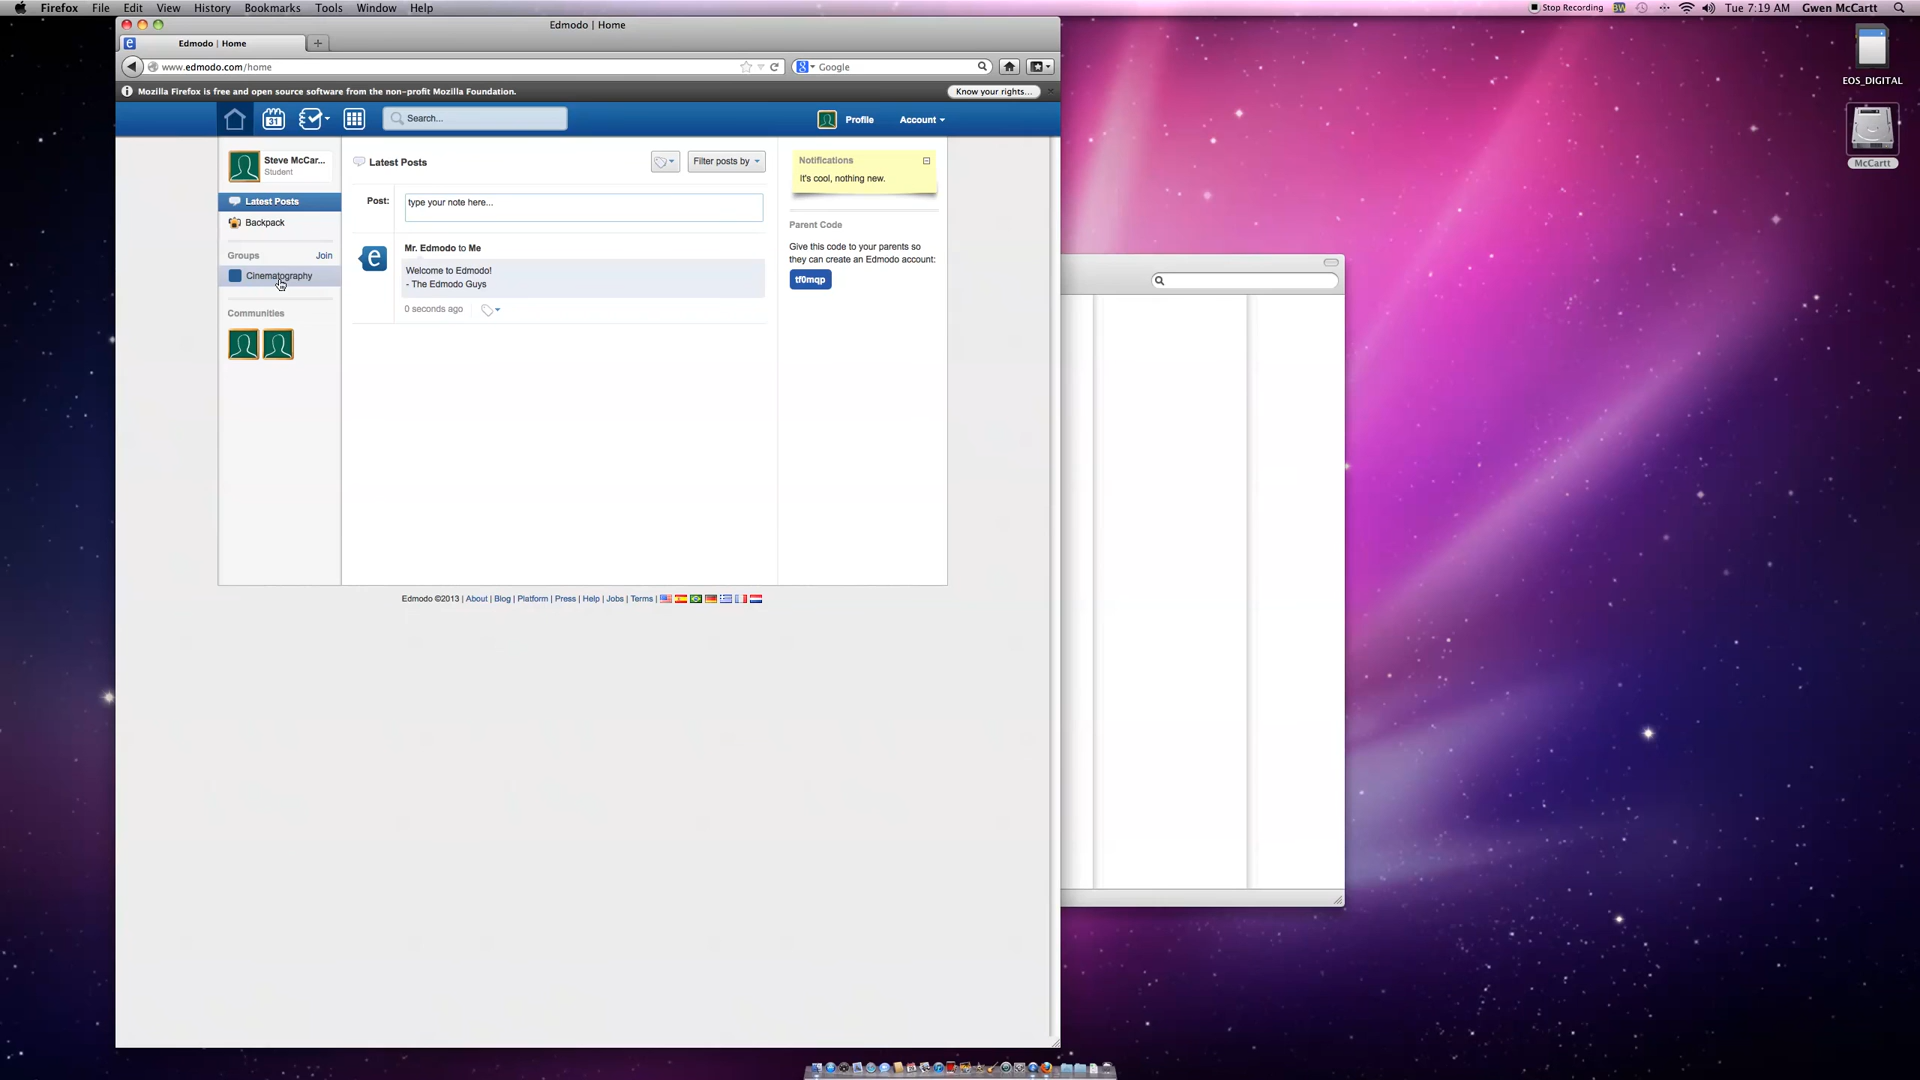 Firefox File Edit View History Bookmarks Tools Window Help
Stop Recording Tue 7:19 AM Gwen McCartt
Edmodo | Home
Edmodo | Home
www.edmodo.com/home
Google
Mozilla Firefox is free and open source software from the non-profit Mozilla Foundation.
Know your rights...
31
Search...
Profile
Account
Steve McCar...
Student
Latest Posts
Backpack
Groups
Join
Cinematography
Communities
Latest Posts
Filter posts by
Post:
type your note here...
e
Mr. Edmodo to Me
Welcome to Edmodo!
- The Edmodo Guys
0 seconds ago
Notifications
It's cool, nothing new.
Parent Code
Give this code to your parents so
they can create an Edmodo account:
tf0mqp
Edmodo ©2013 | About | Blog | Platform | Press | Help | Jobs | Terms |
EOS_DIGITAL
McCartt